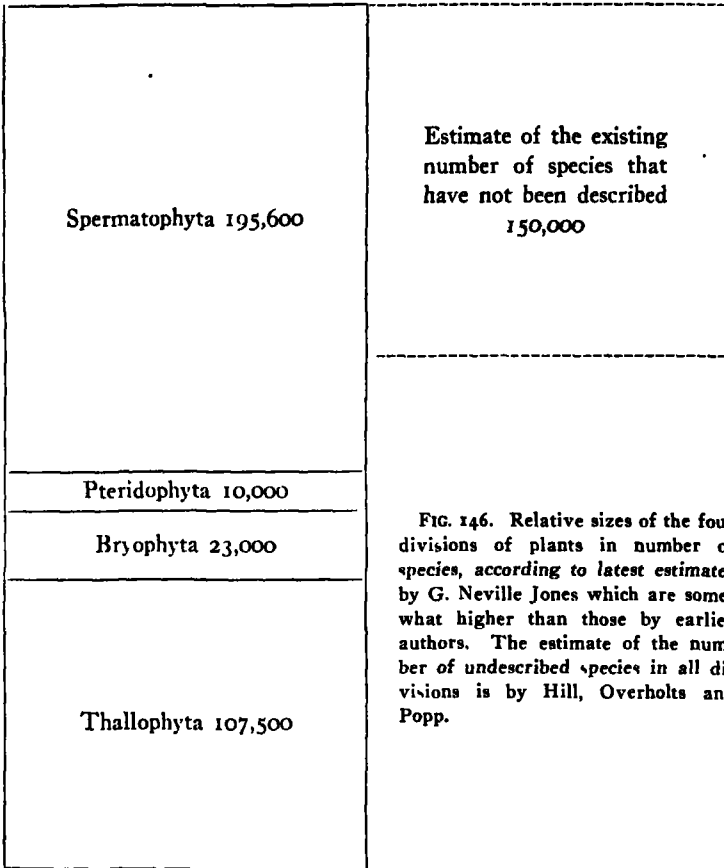 Spermatophyta 195,600
Pteridophyta 10,000
Bryophyta 23,000
Thallophyta 107,500
Estimate of the existing
number of species that
have not been described
150,000
FIG. 146. Relative sizes of the fou
divisions of plants in number o
species, according to latest estimate
by G. Neville Jones which are some
what higher than those by earlie
authors. The estimate of the num
ber of undescribed species in all di
visions is by Hill, Overholts an
Popp.